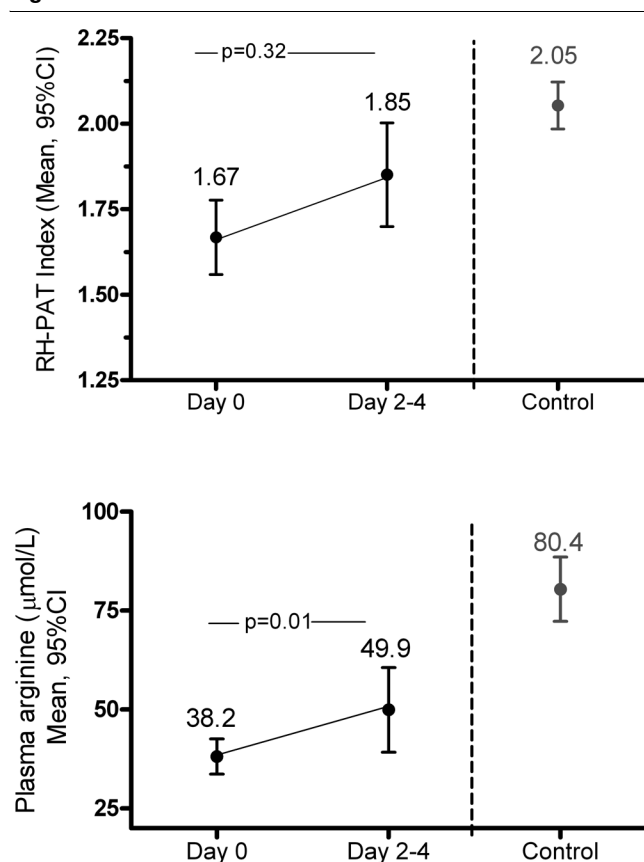 2.25
2.00
1.75
1.50
1.25
RH-PAT Index (Mean, 95%CI)
p=0.32
1.67
1.85
2.05
Day 0
Day 2-4
Control
100
75
50
25
Plasma arginine (μmol/L)
Mean, 95%CI
p=0.01
38.2
49.9
80.4
Day 0
Day 2-4
Control